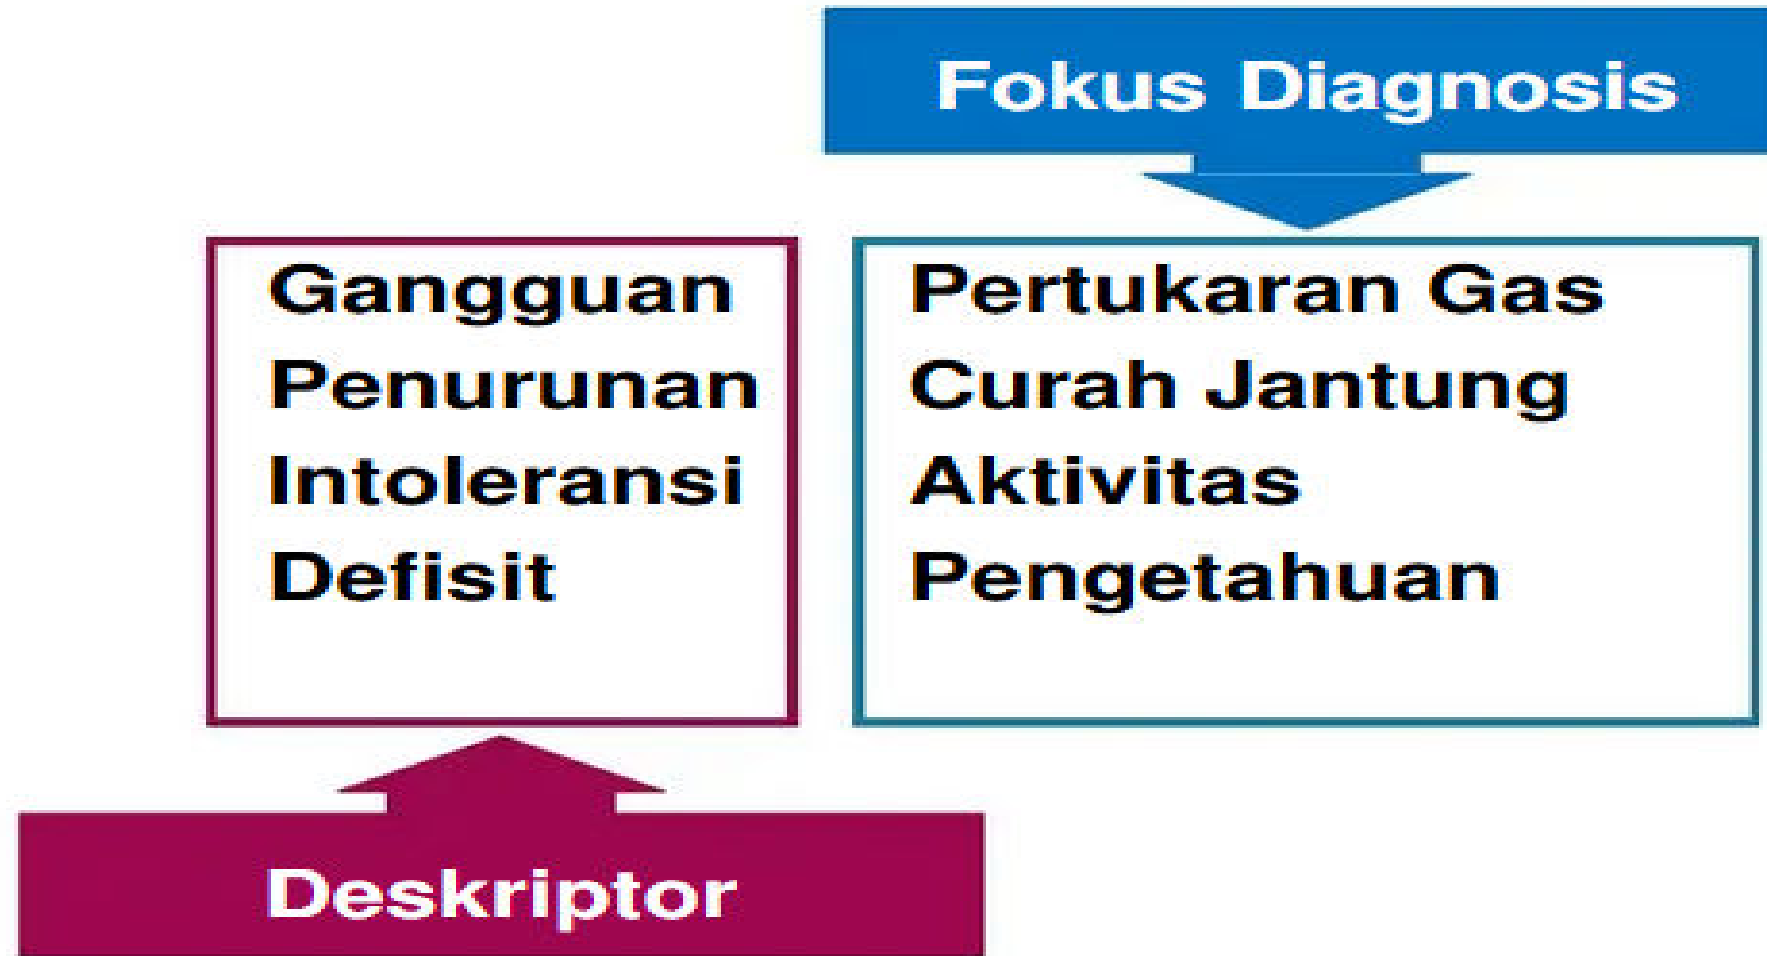 Fokus Diagnosis
Gangguan Pertukaran Gas
Penurunan Curah Jantung
Intoleransi Aktivitas
Defisit Pengetahuan
Deskriptor